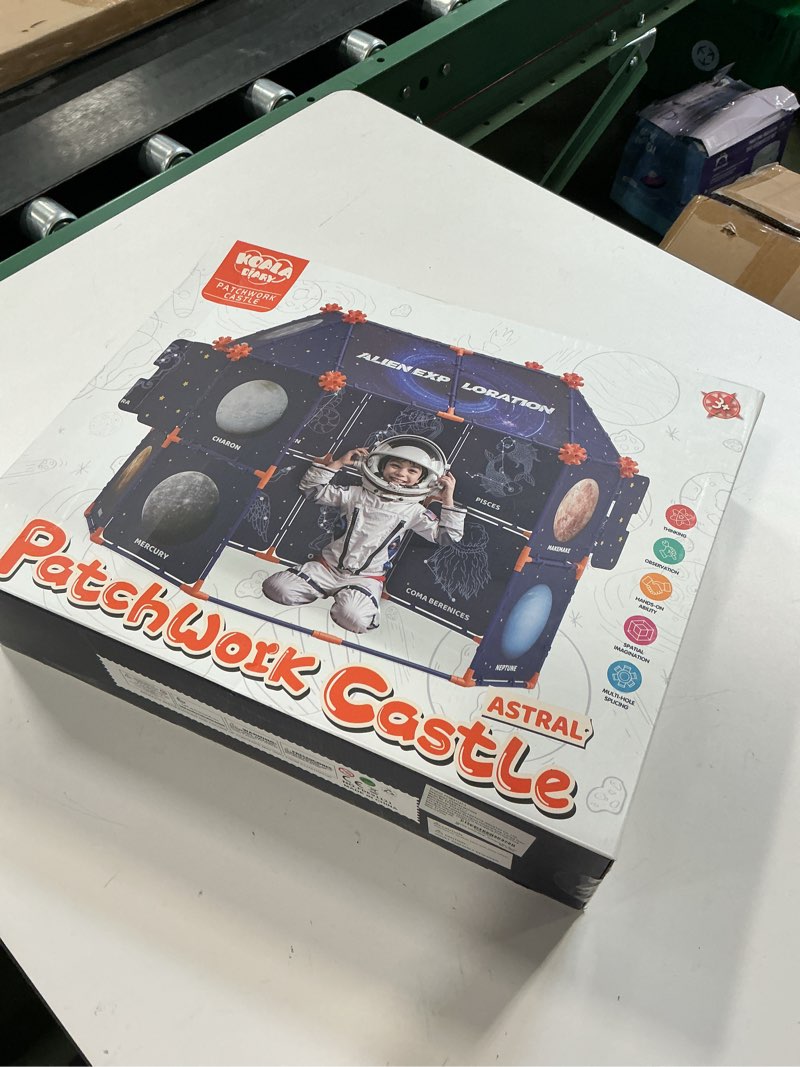 KOALA
DIARY
PATCHWORK
CASTLE
ALIEN EXPLORATION
3+
CHARON
PISCES
MERCURY
COMA BERENICES
MAKEMAKE
NEPTUNE
THINKING
OBSERVATION
HANDS-ON
ABILITY
SPATIAL
IMAGINATION
MULTI-HOLE
SPLICING
Patchwork Castle
ASTRAL